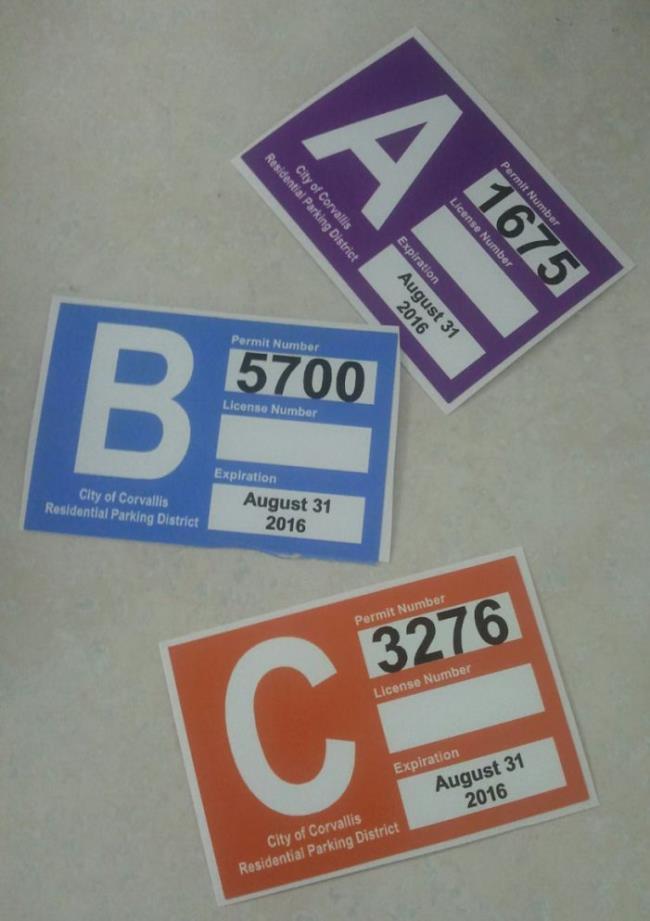 A
City of Corvallis
Residential Parking District
Permit Number
1675
License Number
Expiration
August 31
2016
B
City of Corvallis
Residential Parking District
Permit Number
5700
License Number
Expiration
August 31
2016
C
City of Corvallis
Residential Parking District
Permit Number
3276
License Number
Expiration
August 31
2016